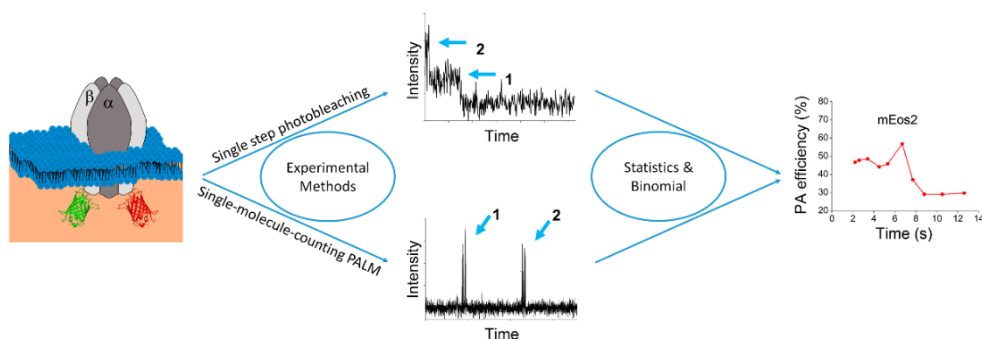 β
α
Single step photobleaching
Experimental
Methods
Single-molecule-counting PALM
Intensity
2
1
Time
Intensity
1
2
Time
Statistics &
Binomial
PA efficiency (%)
80
70
60
50
40
30
20
mEos2
0 2 4 6 8 10 12 14
Time (s)